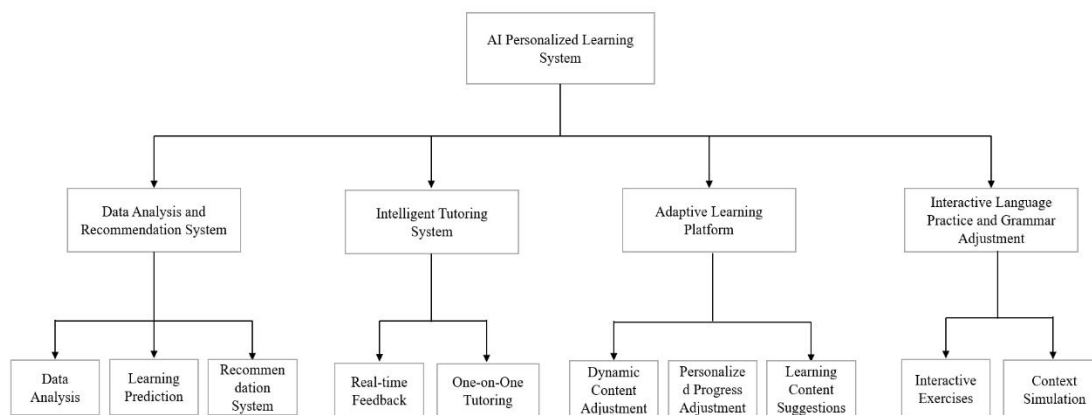 AI Personalized Learning
System
Data Analysis and
Recommendation System
Intelligent Tutoring
System
Adaptive Learning
Platform
Interactive Language
Practice and Grammar
Adjustment
Data
Analysis
Learning
Prediction
Recommen
dation
System
Real-time
Feedback
One-on-One
Tutoring
Dynamic
Content
Adjustment
Personalize
d Progress
Adjustment
Learning
Content
Suggestions
Interactive
Exercises
Context
Simulation